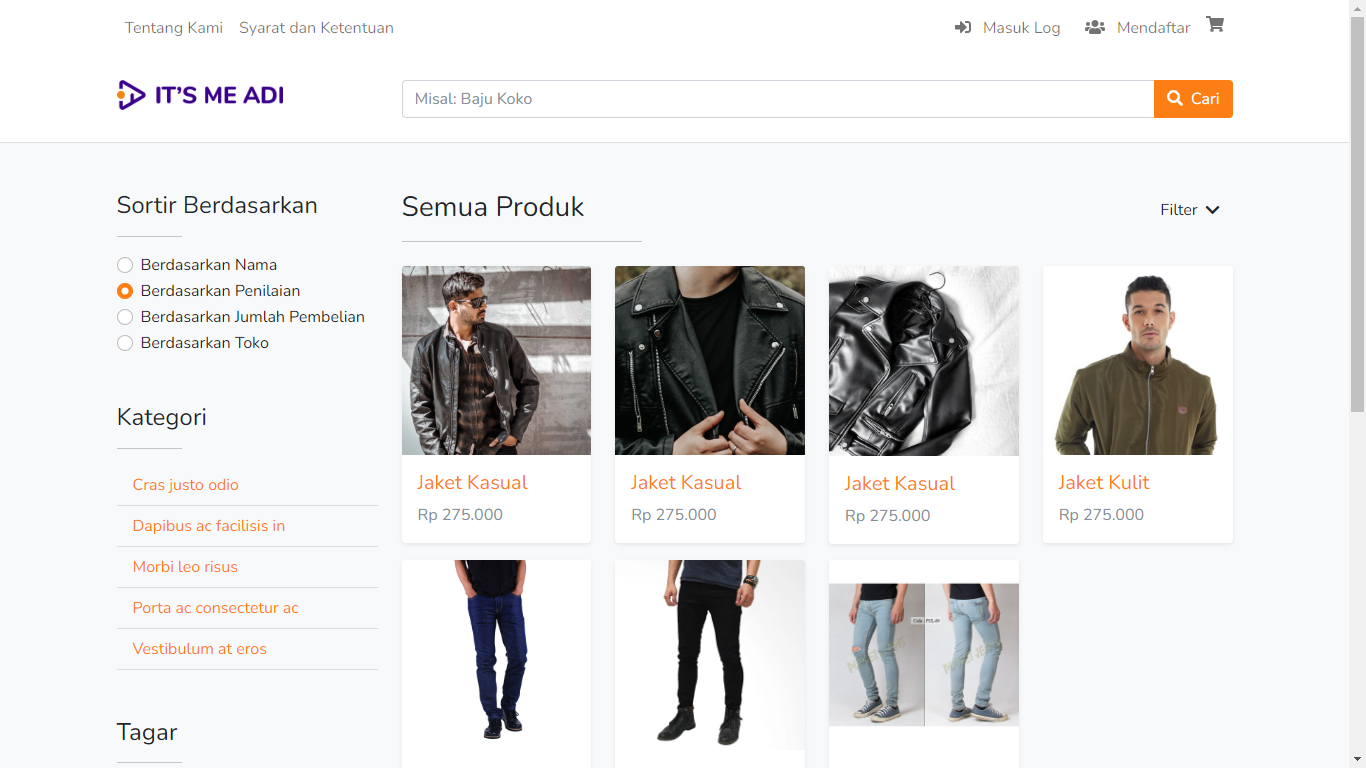 Tentang Kami Syarat dan Ketentuan Masuk Log Mendaftar
IT'S ME ADI
Misal: Baju Koko Cari
Sortir Berdasarkan
Berdasarkan Nama
Berdasarkan Penilaian
Berdasarkan Jumlah Pembelian
Berdasarkan Toko
Kategori
Cras justo odio
Dapibus ac facilisis in
Morbi leo risus
Porta ac consectetur ac
Vestibulum at eros
Tagar
Semua Produk Filter
Jaket Kasual
Rp 275.000
Jaket Kasual
Rp 275.000
Jaket Kasual
Rp 275.000
Jaket Kulit
Rp 275.000